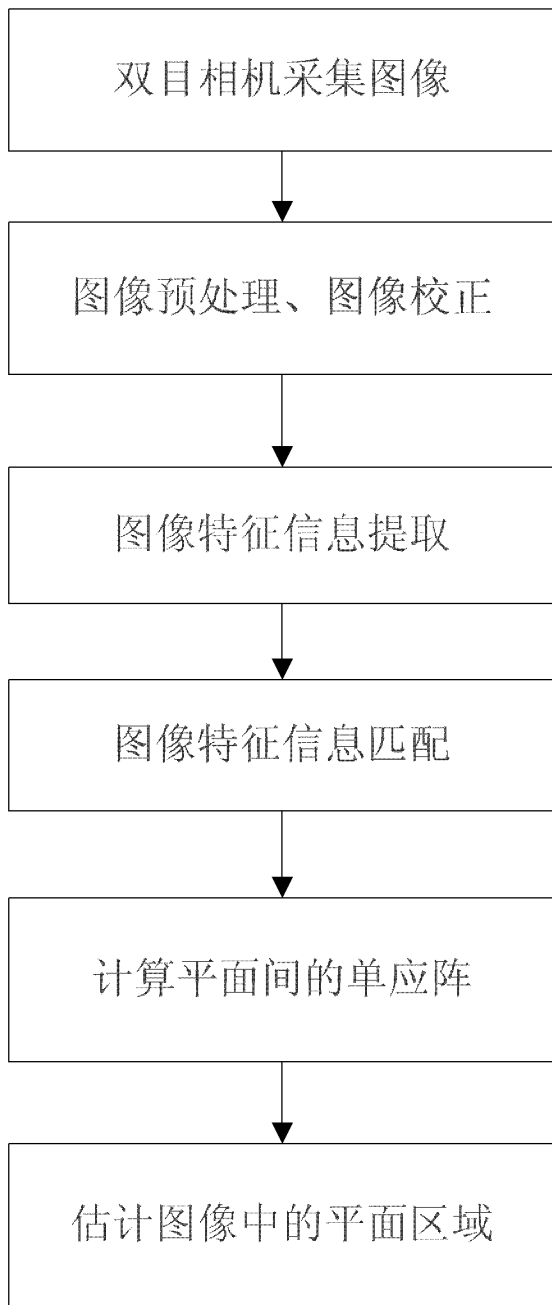 双目相机采集图像
图像预处理、图像校正
图像特征信息提取
图像特征信息匹配
计算平面间的单应阵
估计图像中的平面区域